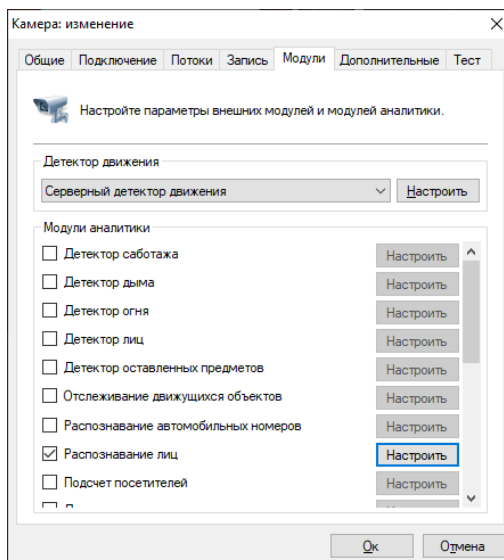 Камера: изменение
Общие Подключение Потоки Запись Модули Дополнительные Тест
Настройте параметры внешних модулей и модулей аналитики.
Детектор движения
Серверный детектор движения Настроить
Модули аналитики
Детектор саботажа Настроить
Детектор дыма Настроить
Детектор огня Настроить
Детектор лиц Настроить
Детектор оставленных предметов Настроить
Отслеживание движущихся объектов Настроить
Распознавание автомобильных номеров Настроить
Распознавание лиц Настроить
Подсчет посетителей Настроить
Ок Отмена